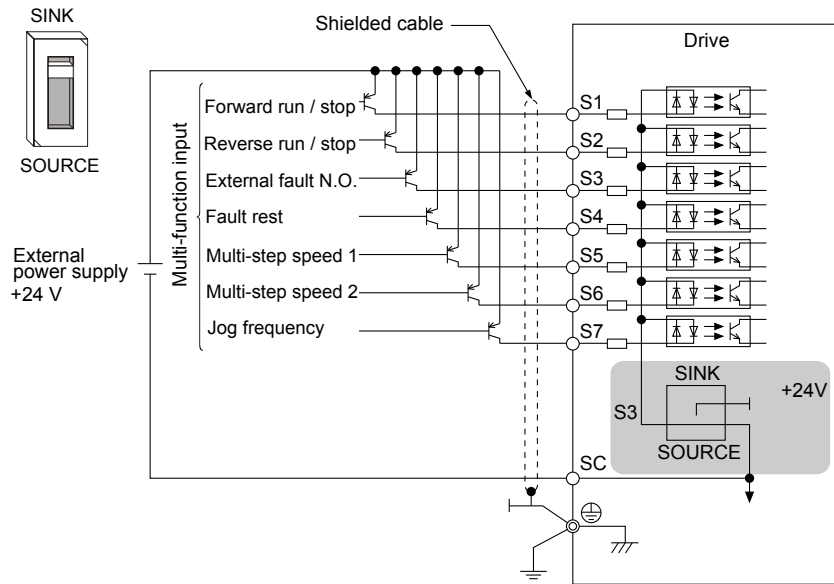 SINK
SOURCE
Shielded cable
Drive
Multi-function input
Forward run / stop
Reverse run / stop
External fault N.O.
Fault rest
Multi-step speed 1
Multi-step speed 2
Jog frequency
External
power supply
+24 V
S1
S2
S3
S4
S5
S6
S7
SINK
+24V
S3
SOURCE
SC